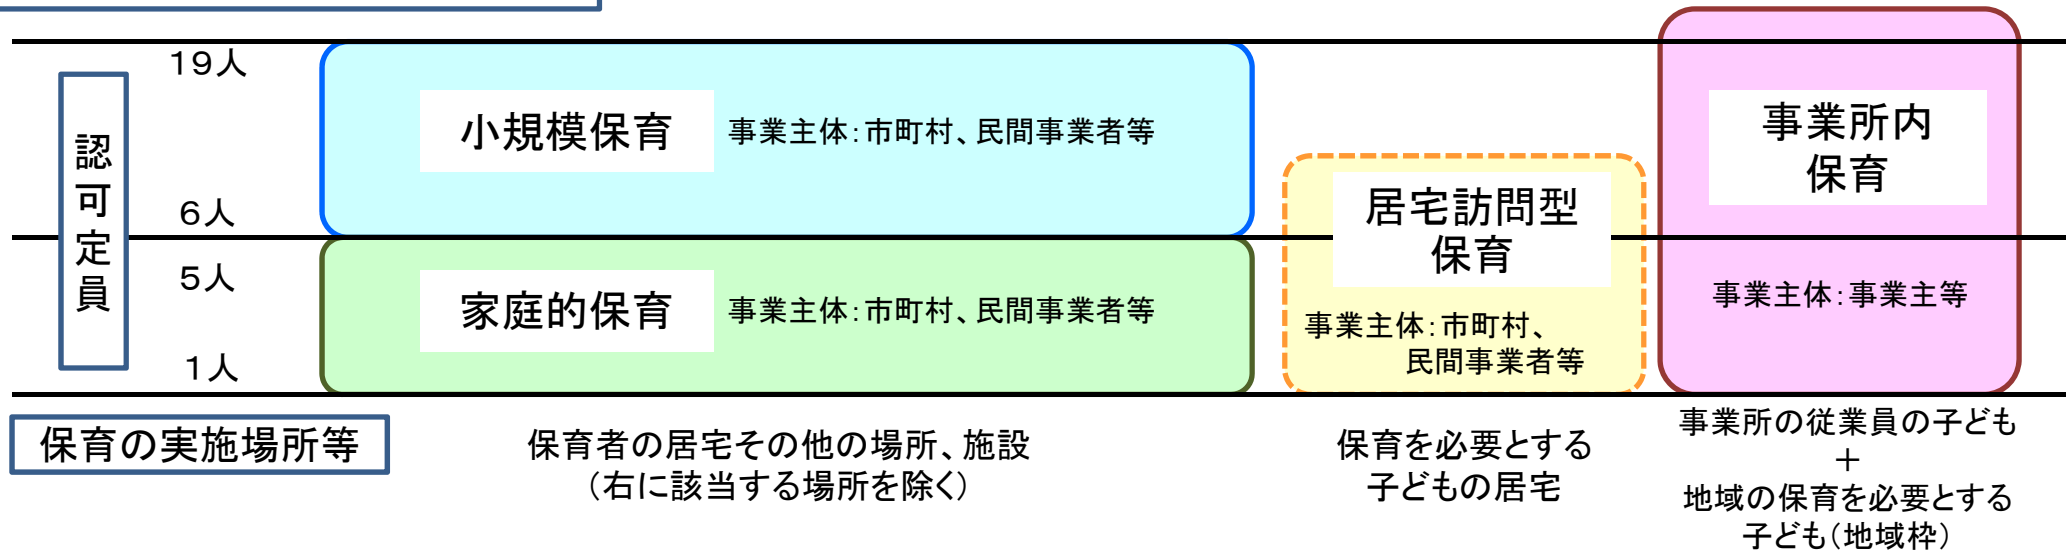 認可定員
19人
6人
5人
1人
小規模保育
事業主体：市町村、民間事業者等
家庭的保育
事業主体：市町村、民間事業者等
居宅訪問型
保育
事業主体：市町村、
民間事業者等
事業所内
保育
事業主体：事業主等
保育の実施場所等
保育者の居宅その他の場所、施設
（右に該当する場所を除く）
保育を必要とする
子どもの居宅
事業所の従業員の子ども
＋
地域の保育を必要とする
子ども（地域枠）